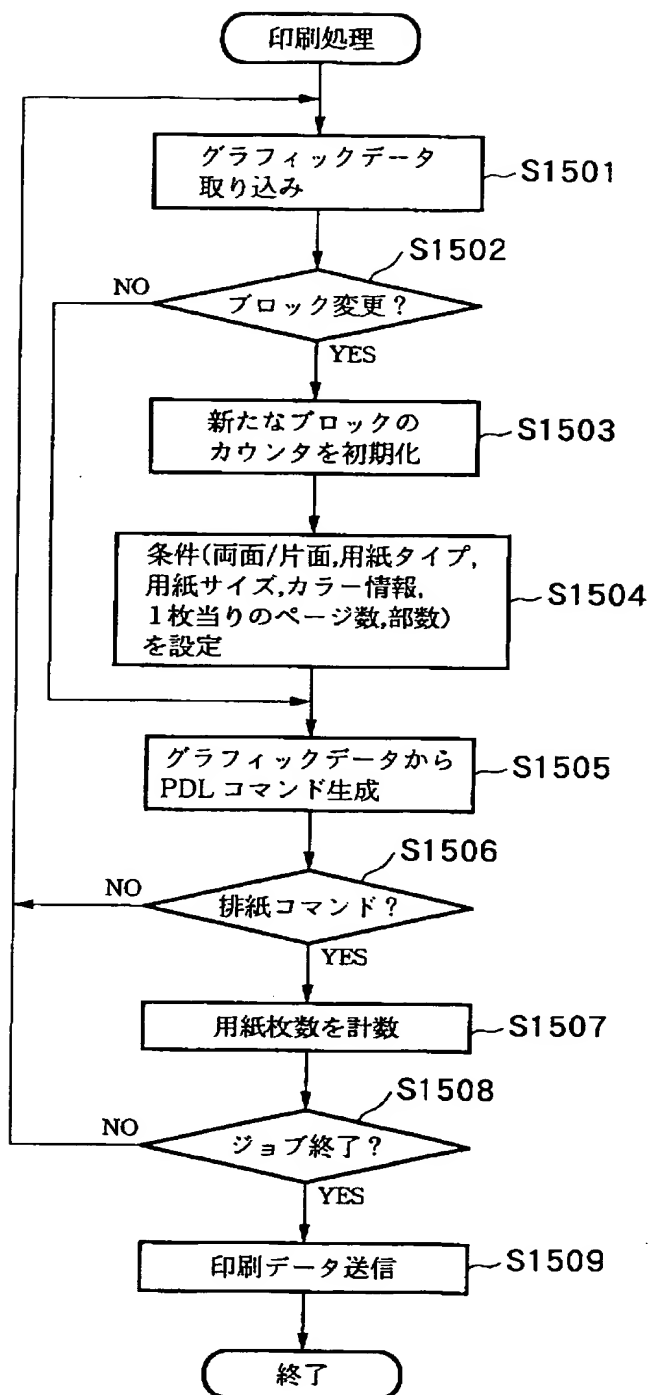 印刷処理
グラフィックデータ
取り込み
S1501
S1502
NO
ブロック変更?
YES
新たなブロックの
カウンタを初期化
S1503
条件(両面/片面,用紙タイプ,
用紙サイズ,カラー情報,
1枚当りのページ数,部数)
を設定
S1504
グラフィックデータから
PDLコマンド生成
S1505
S1506
NO
排紙コマンド?
YES
用紙枚数を計数
S1507
S1508
NO
ジョブ終了?
YES
印刷データ送信
S1509
終了